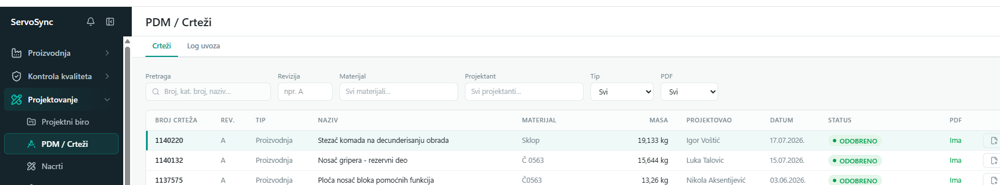 ServoSync
PDM / Crteži
Crteži
Log uvoza
Proizvodnja
Kontrola kvaliteta
Projektovanje
Projektni biro
PDM / Crteži
Nacrti
Pretraga
Revizija
Materijal
Projektant
Tip
PDF
Broj, kat. broj, naziv...
npr. A
Svi materijali...
Svi projektanti...
Svi
Svi
BROJ CRTEŽA REV. TIP NAZIV MATERIJAL MASA PROJEKTOVAO DATUM STATUS PDF
1140220 A Proizvodnja Stezač komada na decunderisanju obrada Sklop 19,133 kg Igor Voštić 17.07.2026. ODOBRENO Ima
1140132 A Proizvodnja Nosač gripera - rezervni deo Č 0563 15,644 kg Luka Talovic 15.07.2026. ODOBRENO Ima
1137575 A Proizvodnja Ploča nosač bloka pomoćnih funkcija Č0563 13,26 kg Nikola Aksentijević 03.06.2026. ODOBRENO Ima